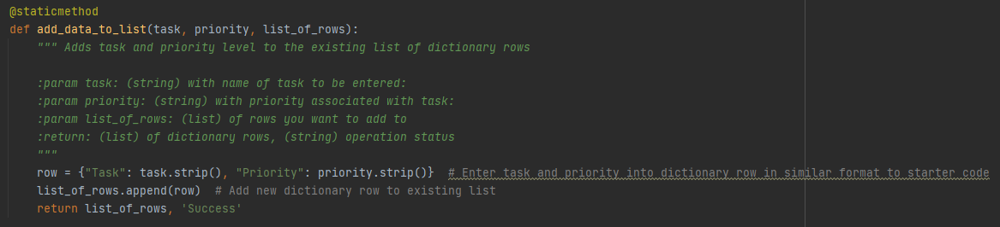 @staticmethod
def add_data_to_list(task, priority, list_of_rows):
    """ Adds task and priority level to the existing list of dictionary rows

    :param task: (string) with name of task to be entered:
    :param priority: (string) with priority associated with task:
    :param list_of_rows: (list) of rows you want to add to
    :return: (list) of dictionary rows, (string) operation status
    """
    row = {"Task": task.strip(), "Priority": priority.strip()}  # Enter task and priority into dictionary row in similar format to starter code
    list_of_rows.append(row)  # Add new dictionary row to existing list
    return list_of_rows, 'Success'